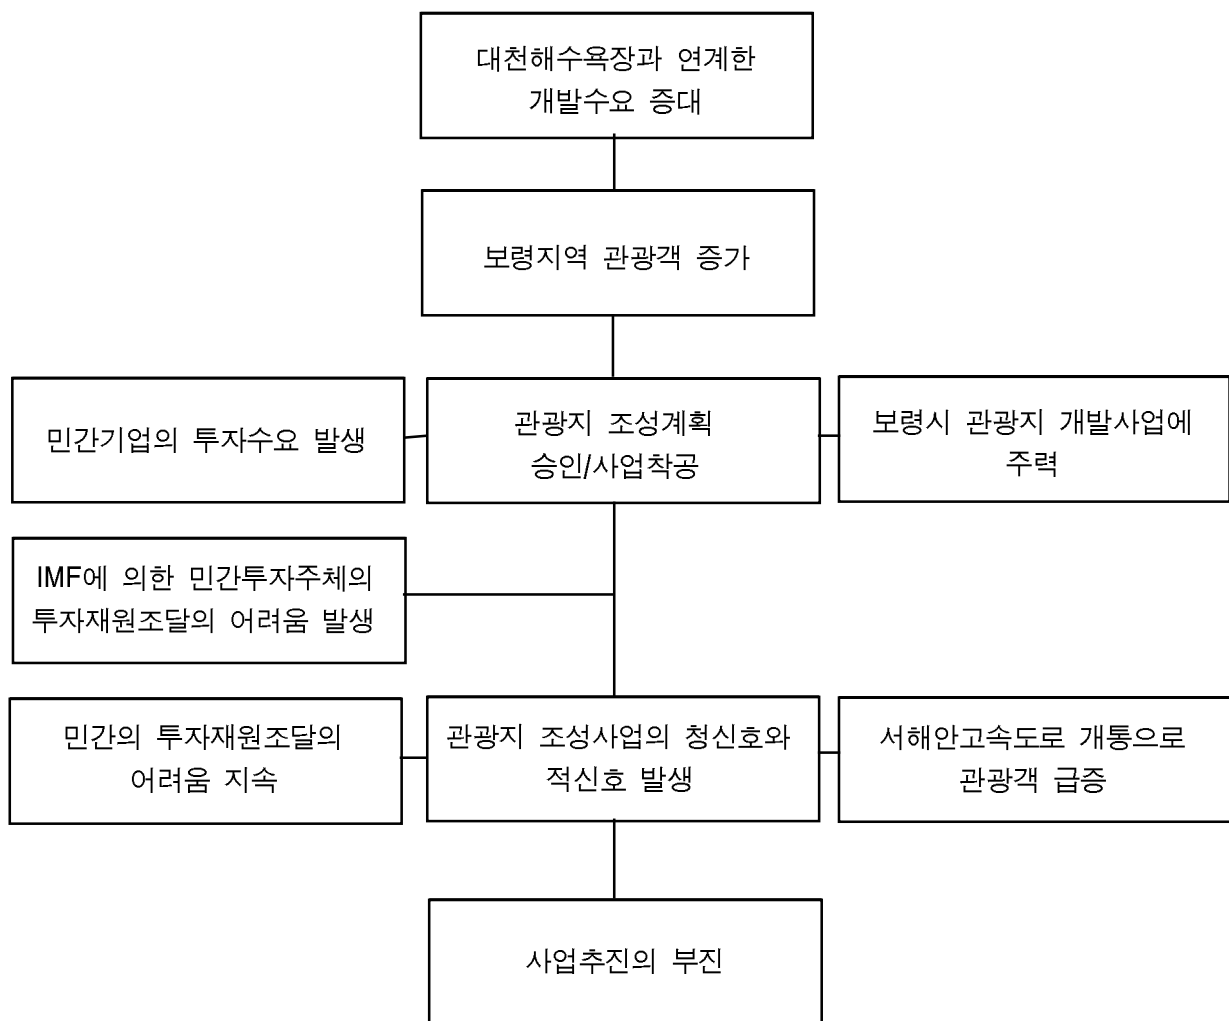 대천해수욕장과 연계한
개발수요 증대
보령지역 관광객 증가
민간기업의 투자수요 발생
관광지 조성계획
승인/사업착공
보령시 관광지 개발사업에
주력
IMF에 의한 민간투자주체의
투자재원조달의 어려움 발생
민간의 투자재원조달의
어려움 지속
관광지 조성사업의 청신호와
적신호 발생
서해안고속도로 개통으로
관광객 급증
사업추진의 부진